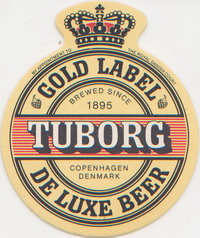 BY APPOINTMENT TO THE ROYAL DANISH COURT
GOLD LABEL
BREWED SINCE
1895
TUBORG
COPENHAGEN
DENMARK
DE LUXE BEER